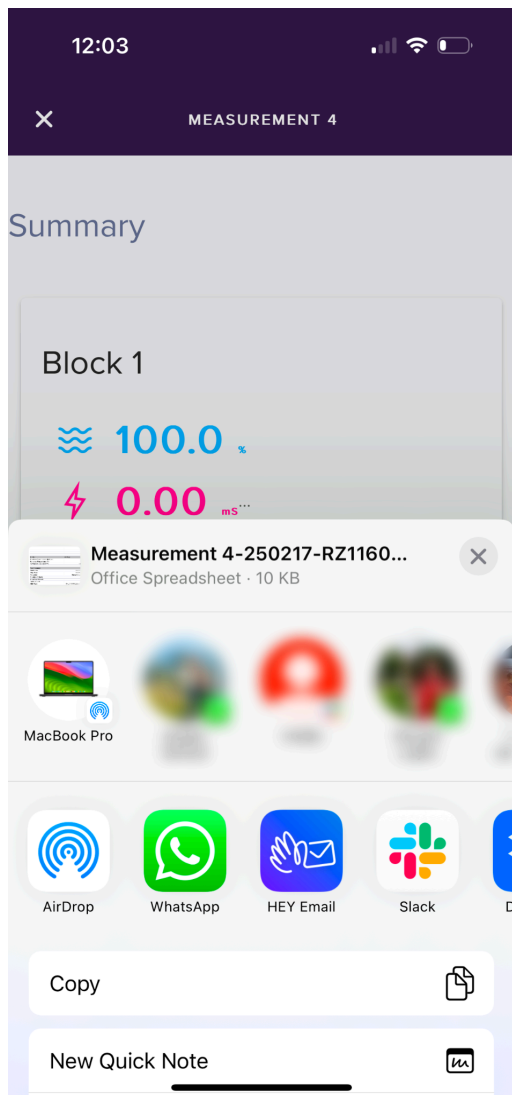 12:03
MEASUREMENT 4
Summary
Block 1
100.0 %
0.00 mS...
Measurement 4-250217-RZ1160...
Office Spreadsheet · 10 KB
MacBook Pro
AirDrop
WhatsApp
HEY Email
Slack
D
Copy
New Quick Note